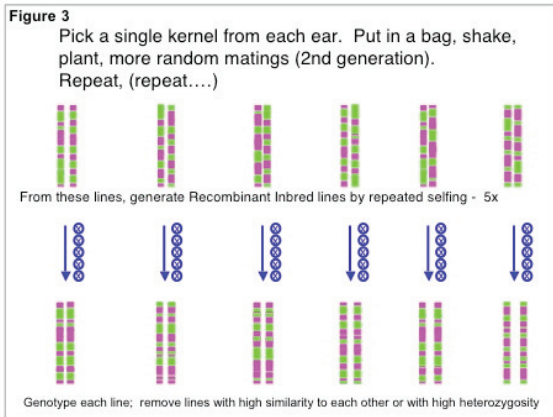 Figure 3
Pick a single kernel from each ear. Put in a bag, shake,
plant, more random matings (2nd generation).
Repeat, (repeat....)
From these lines, generate Recombinant Inbred lines by repeated selfing - 5x
Genotype each line; remove lines with high similarity to each other or with high heterozygosity